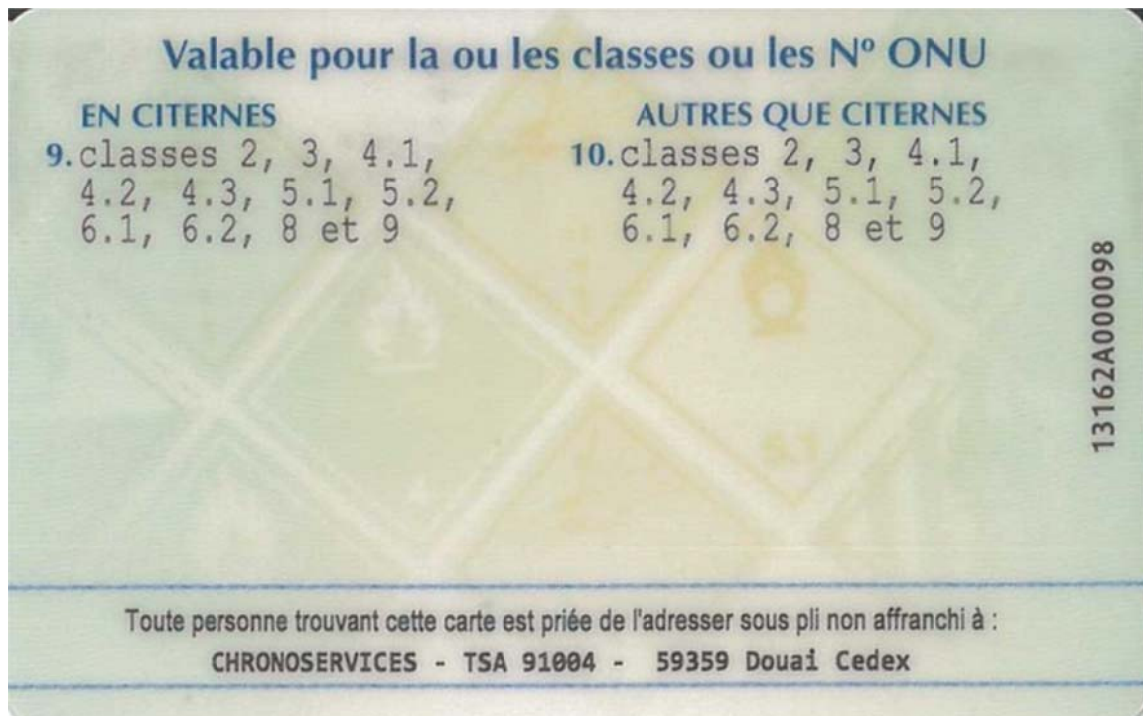 Valable pour la ou les classes ou les Nº ONU
EN CITERNES
9. classes 2, 3, 4.1,
4.2, 4.3, 5.1, 5.2,
6.1, 6.2, 8 et 9
AUTRES QUE CITERNES
10. classes 2, 3, 4.1,
4.2, 4.3, 5.1, 5.2,
6.1, 6.2, 8 et 9
13162A000098
5.1
Toute personne trouvant cette carte est priée de l'adresser sous pli non affranchi à :
CHRONOSERVICES - TSA 91004 - 59359 Douai Cedex